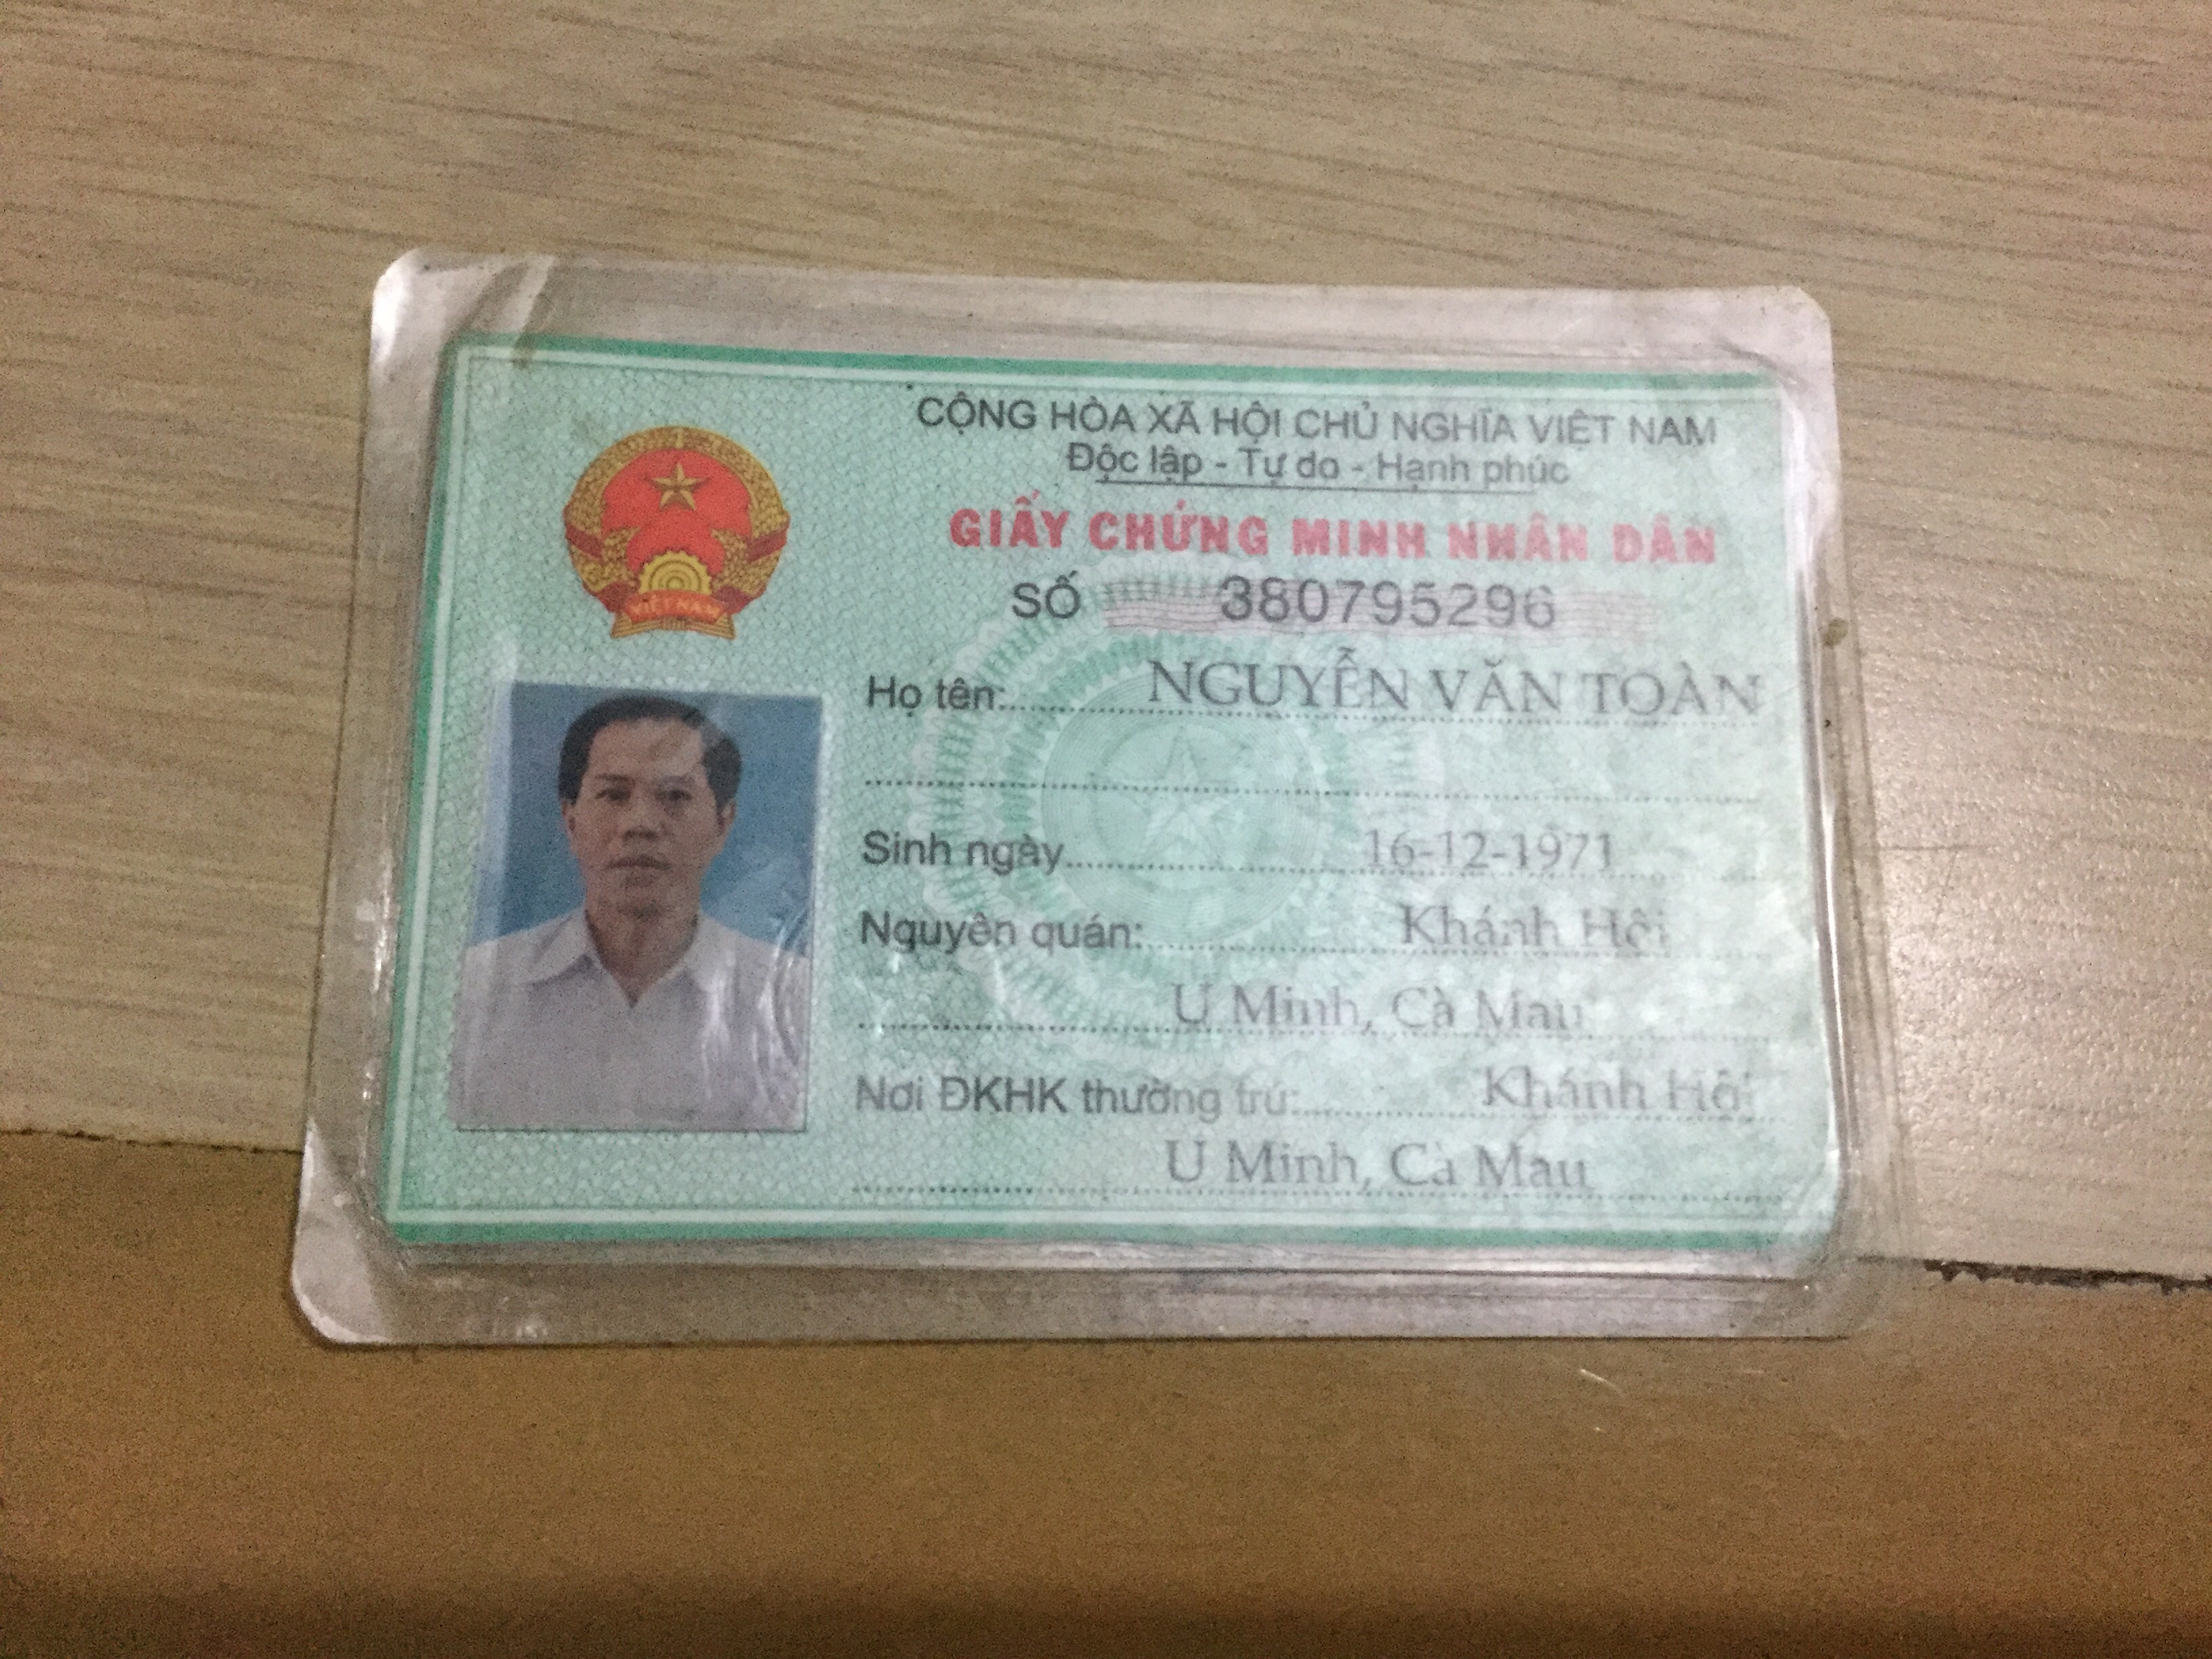 CỘNG HÒA XÃ HỘI CHỦ NGHĨA VIỆT NAM
Độc lập - Tự do - Hạnh phúc
GIẤY CHỨNG MINH NHÂN DÂN
SỐ 380795296
VIỆT NAM
Họ tên: NGUYỄN VĂN TOÀN
Sinh ngày 16-12-1971
Nguyên quán: Khánh Hội
U Minh, Cà Mau
Nơi ĐKHK thường trú: Khánh Hội
U Minh, Cà Mau